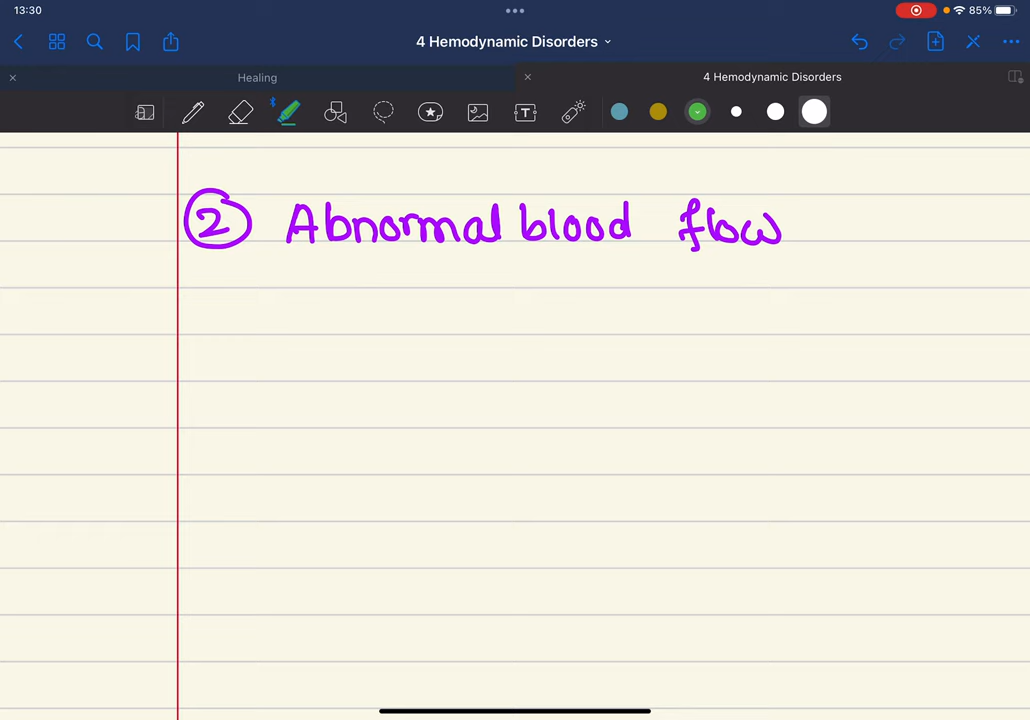 13:30
85%
4 Hemodynamic Disorders
Healing
4 Hemodynamic Disorders
② Abnormal blood flow